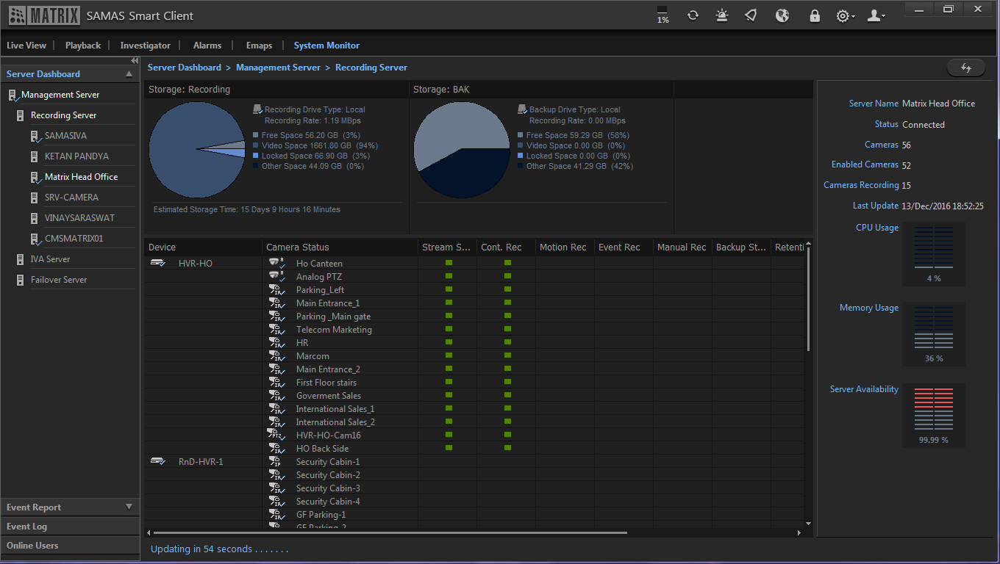 MATRIX SAMAS Smart Client
1%
Live View Playback Investigator Alarms Emaps System Monitor
Server Dashboard
Management Server
Recording Server
SAMASIVA
KETAN PANDYA
Matrix Head Office
SRV-CAMERA
VINAYSARASWAT
CMSMATRIX01
IVA Server
Failover Server
Event Report
Event Log
Online Users
Server Dashboard > Management Server > Recording Server
Storage: Recording
Recording Drive Type: Local
Recording Rate: 1.19 MBps
Free Space 56.20 GB (3%)
Video Space 1661.80 GB (94%)
Locked Space 66.90 GB (3%)
Other Space 44.09 GB (0%)
Estimated Storage Time: 15 Days 9 Hours 16 Minutes
Storage: BAK
Backup Drive Type: Local
Recording Rate: 0.00 MBps
Free Space 59.29 GB (58%)
Video Space 0.00 GB (0%)
Locked Space 0.00 GB (0%)
Other Space 41.29 GB (42%)
Device Camera Status Stream S... Cont. Rec Motion Rec Event Rec Manual Rec Backup St... Retenti
HVR-HO Ho Canteen
Analog PTZ
Parking_Left
Main Entrance_1
Parking _Main gate
Telecom Marketing
HR
Marcom
Main Entrance_2
First Floor stairs
Goverment Sales
International Sales_1
International Sales_2
HVR-HO-Cam16
HO Back Side
RnD-HVR-1 Security Cabin-1
Security Cabin-2
Security Cabin-3
Security Cabin-4
GF Parking-1
GF Parking-2
Updating in 54 seconds . . . . . . .
Server Name Matrix Head Office
Status Connected
Cameras 56
Enabled Cameras 52
Cameras Recording 15
Last Update 13/Dec/2016 18:52:25
CPU Usage
4 %
Memory Usage
36 %
Server Availability
99.99 %